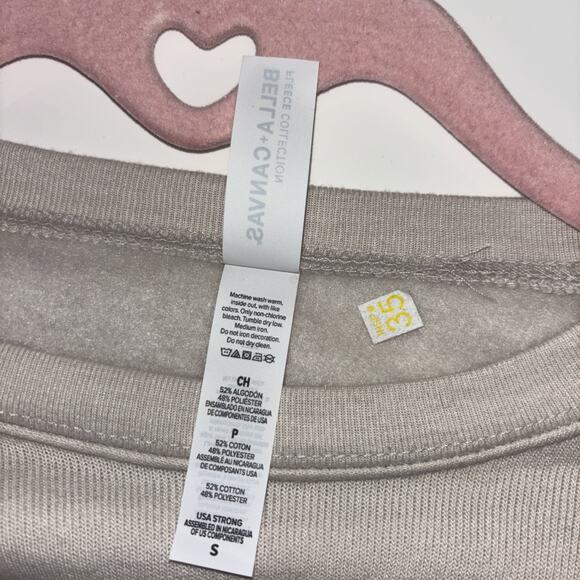 BELLA+CANVAS.
FLEECE COLLECTION
Machine wash warm,
inside out, with like
colors. Only non-chlorine
bleach. Tumble dry low.
Medium iron.
Do not iron decoration.
Do not dry clean.
CH
52% ALGODÓN
48% POLIÉSTER
ENSAMBLADO EN NICARAGUA
DE COMPONENTES DE USA
P
52% COTON
48% POLYESTER
ASSEMBLÉ AU NICARAGUA
DE COMPOSANTS USA
52% COTTON
48% POLYESTER
USA STRONG
ASSEMBLED IN NICARAGUA
OF US COMPONENTS
S
35